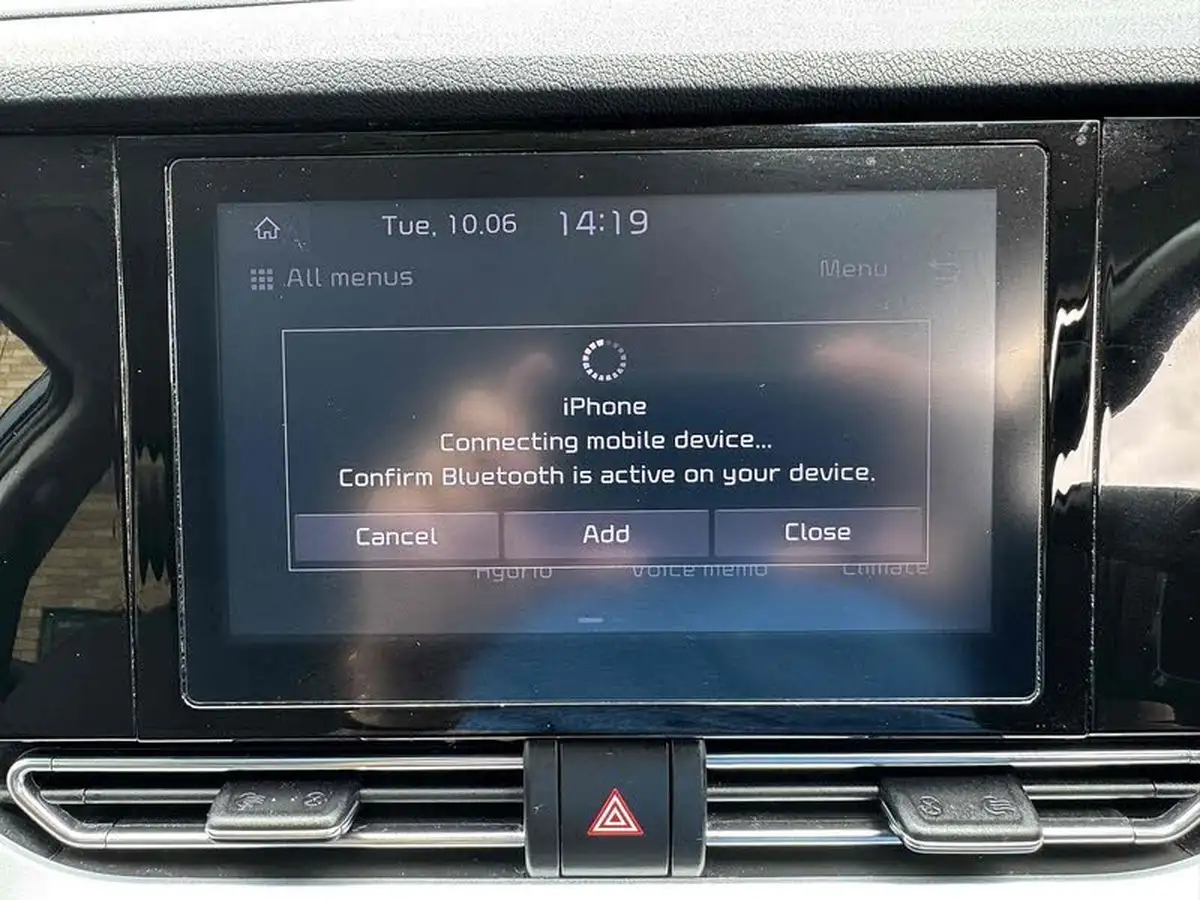 Tue, 10.06 14:19
All menus Menu
iPhone
Connecting mobile device...
Confirm Bluetooth is active on your device.
Cancel Add Close
Hybrid Voice memo Climate